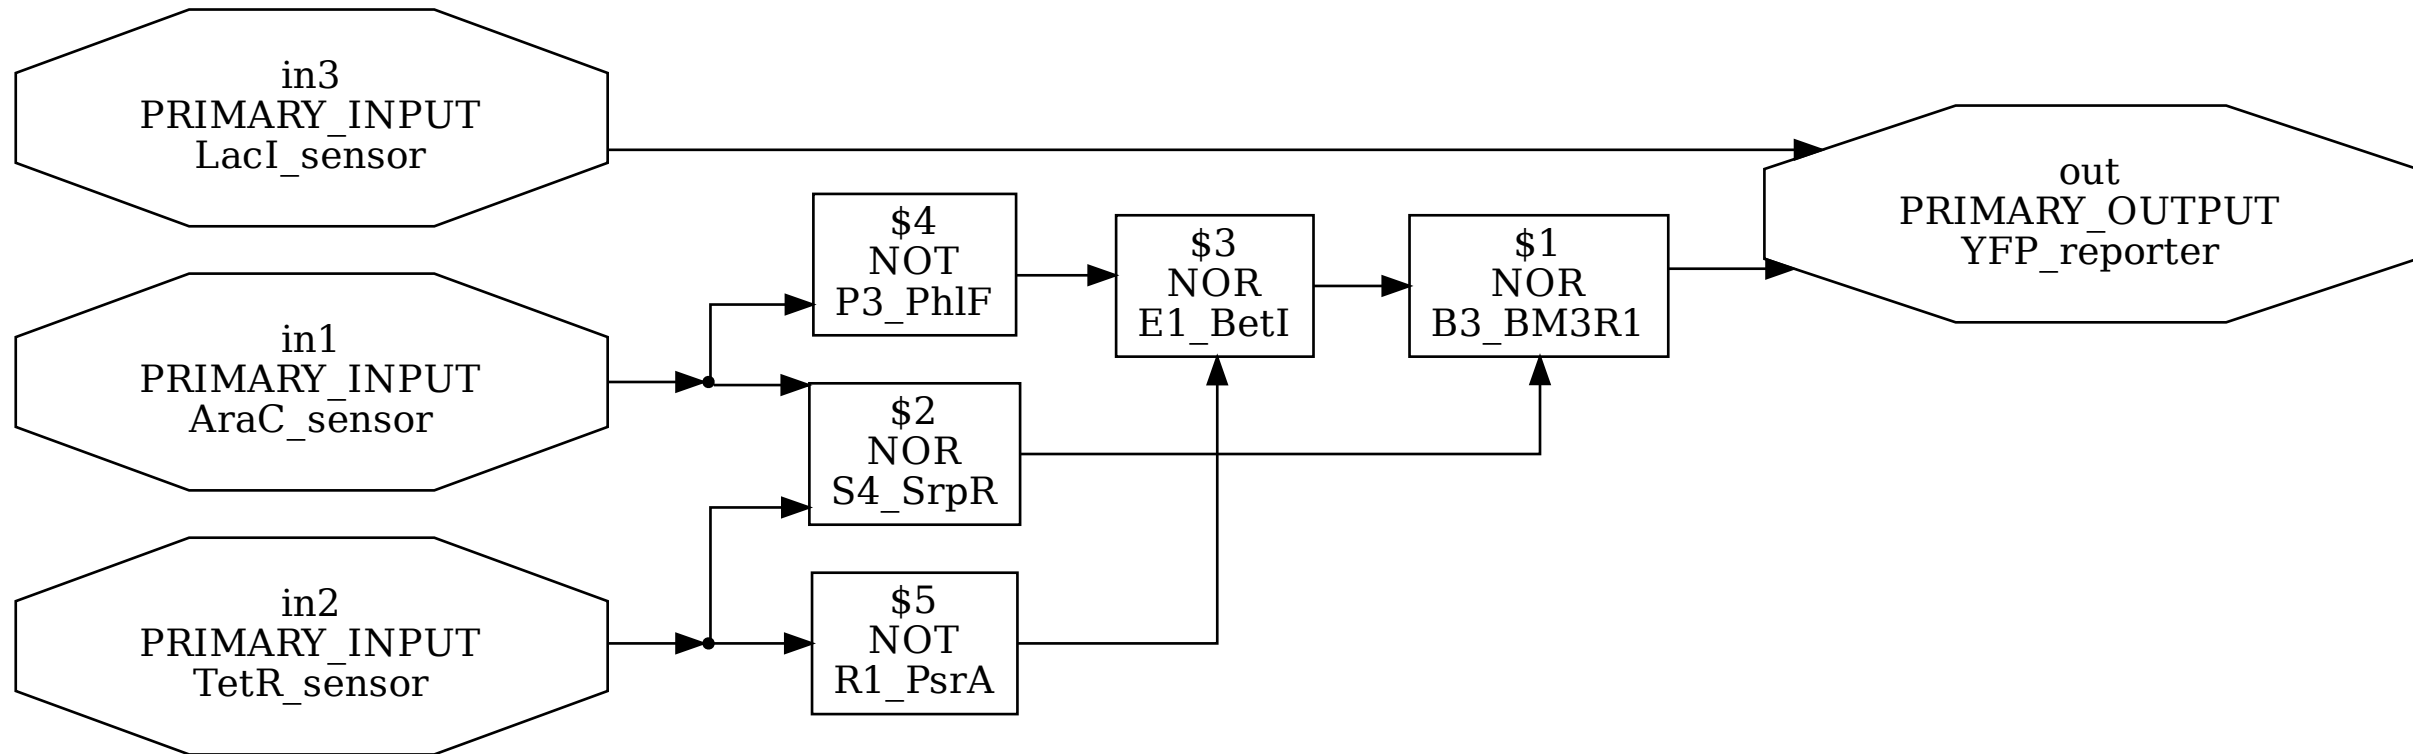 in3
PRIMARY_INPUT
LacI_sensor
in1
PRIMARY_INPUT
AraC_sensor
in2
PRIMARY_INPUT
TetR_sensor
$4
NOT
P3_PhlF
$2
NOR
S4_SrpR
$5
NOT
R1_PsrA
$3
NOR
E1_BetI
$1
NOR
B3_BM3R1
out
PRIMARY_OUTPUT
YFP_reporter